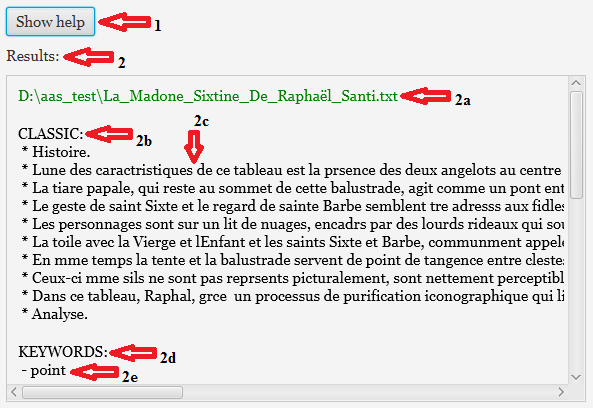 Show help 1
Results: 2
D:\aas_test\La_Madone_Sixtine_De_Raphaël_Santi.txt 2a
2c
CLASSIC: 2b
* Histoire.
* Lune des caractristiques de ce tableau est la prsence des deux angelots au centre
* La tiare papale, qui reste au sommet de cette balustrade, agit comme un pont ent
* Le geste de saint Sixte et le regard de sainte Barbe semblent tre adresss aux fidles
* Les personnages sont sur un lit de nuages, encadrs par des lourds rideaux qui sou
* La toile avec la Vierge et lEnfant et les saints Sixte et Barbe, communment appele
* En mme temps la tente et la balustrade servent de point de tangence entre cleste
* Ceux-ci mme sils ne sont pas reprsents picturalement, sont nettement perceptibl
* Dans ce tableau, Raphal, grce un processus de purification iconographique qui li
* Analyse.
KEYWORDS: 2d
- point 2e